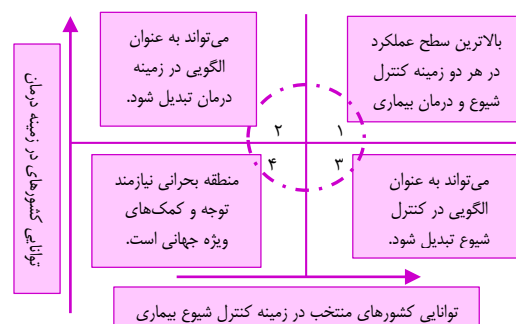 بالاترین سطح عملکرد
در هر دو زمینه کنترل
شیوع و درمان بیماری
می‌تواند به عنوان
الگویی در زمینه
درمان تبدیل شود.
۱
۲
۳
۴
می‌تواند به عنوان
الگویی در کنترل
شیوع تبدیل شود.
منطقه بحرانی نیازمند
توجه و کمک‌های
ویژه جهانی است.
توانایی کشورهای در زمینه درمان
توانایی کشورهای منتخب در زمینه کنترل شیوع بیماری